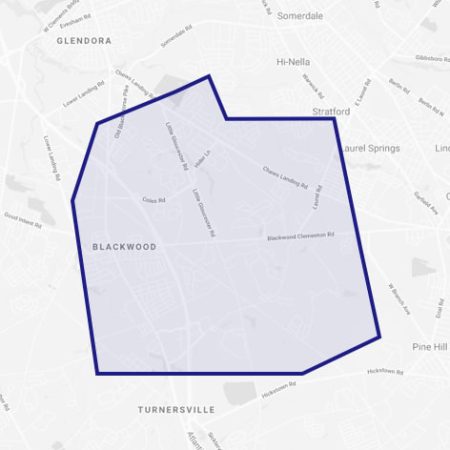 W Clements Bridge Rd
Evesham Rd
Somerdale
GLENDORA
Somerdale Rd
Hi-Nella
Gibbsboro Rd
Chews Landing Rd
Warwick Rd
Lower Landing Rd
Old Black Horse Pike
E Laurel Rd
Berlin Rd
Berlin Rd N
Stratford
Little Gloucester Rd
Lower Landing Rd
Hider Ln
Laurel Springs
Chews Landing Rd
Coles Rd
Little Gloucester Rd
Laurel Rd
Garfield Ave
Good Intent Rd
Blackwood Clementon Rd
BLACKWOOD
W Branch Ave
Erial Rd
Pine Hill
Hickstown Rd
Hickstown Rd
TURNERSVILLE